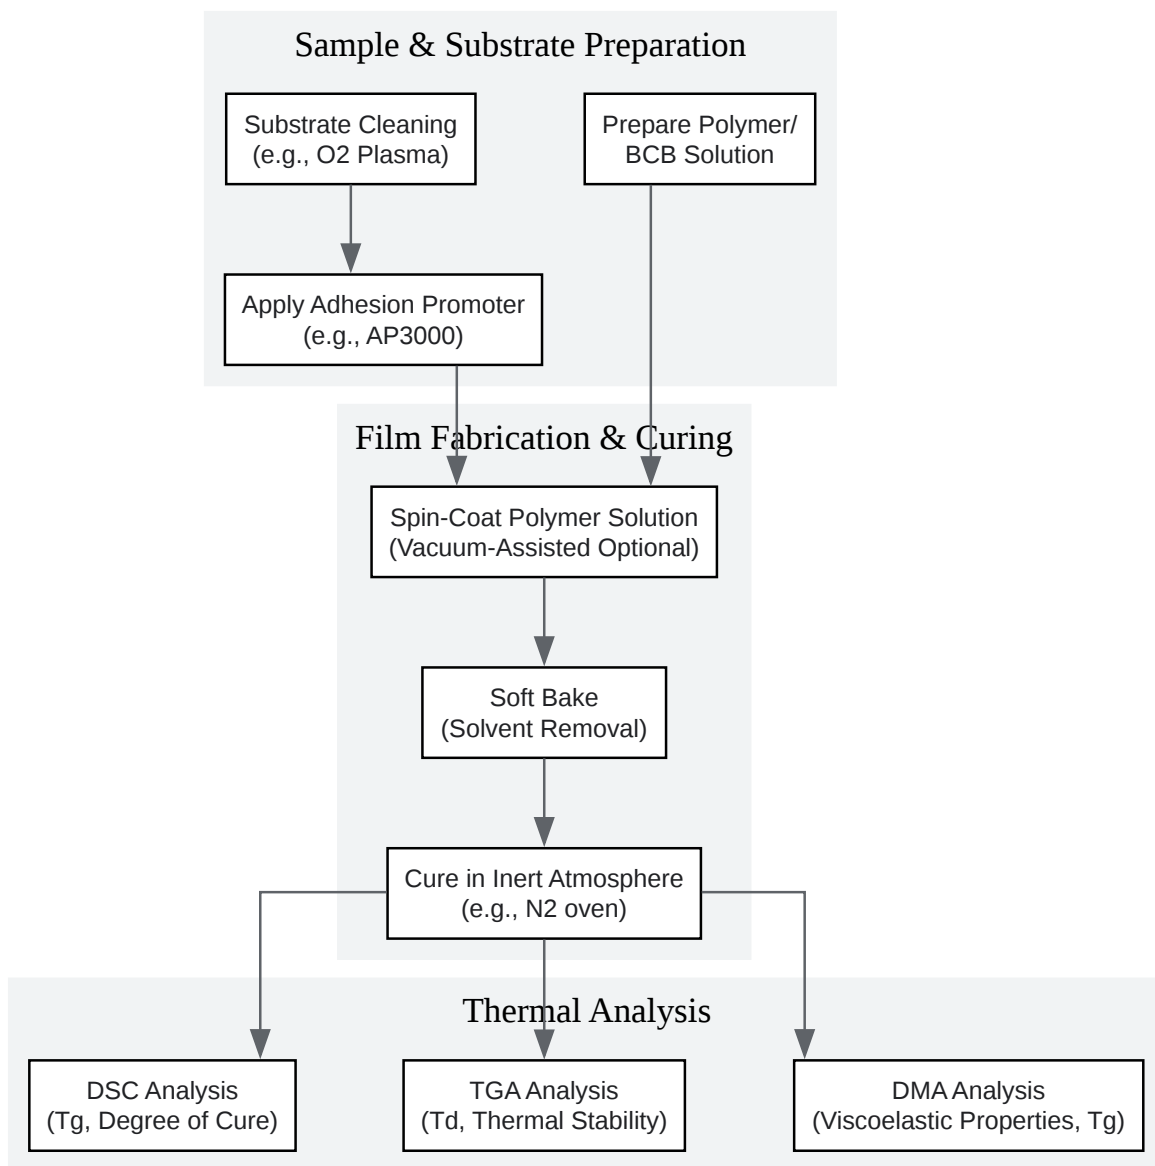 Sample & Substrate Preparation
Substrate Cleaning
(e.g., O2 Plasma)
Prepare Polymer/
BCB Solution
Apply Adhesion Promoter
(e.g., AP3000)
Film Fabrication & Curing
Spin-Coat Polymer Solution
(Vacuum-Assisted Optional)
Soft Bake
(Solvent Removal)
Cure in Inert Atmosphere
(e.g., N2 oven)
Thermal Analysis
DSC Analysis
(Tg, Degree of Cure)
TGA Analysis
(Td, Thermal Stability)
DMA Analysis
(Viscoelastic Properties, Tg)